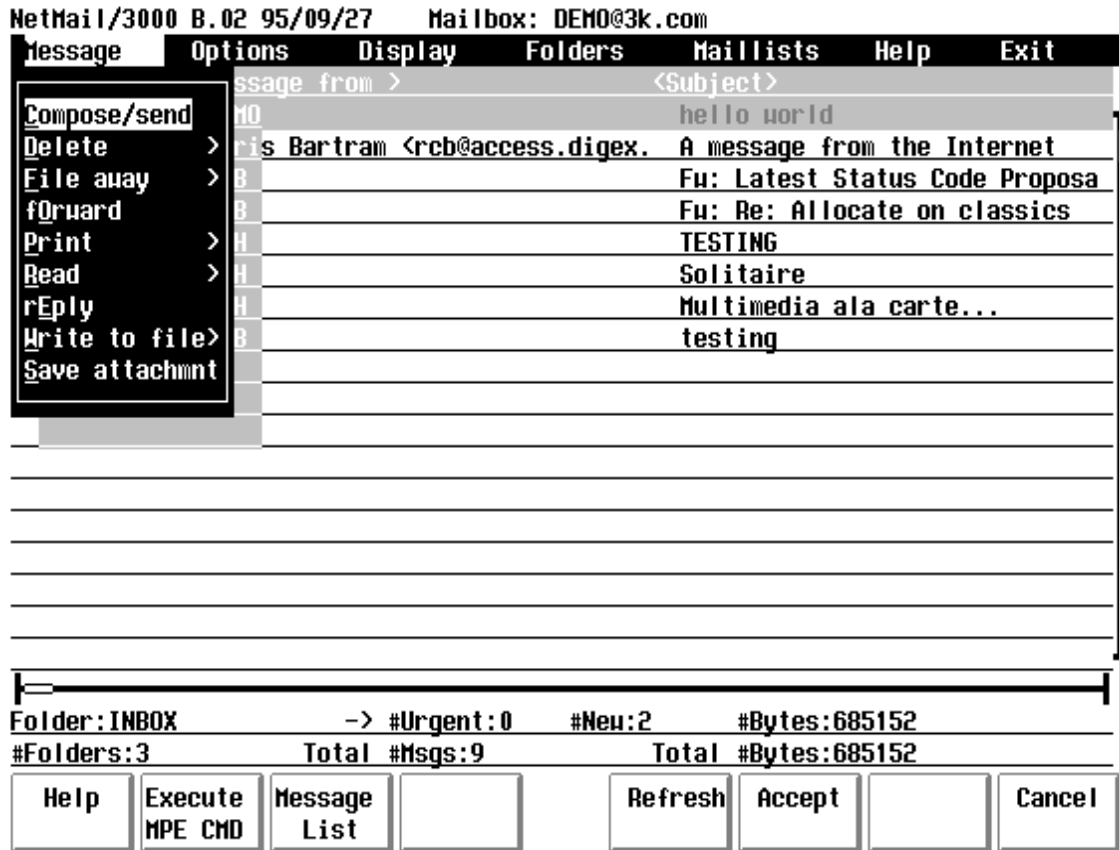 NetMail/3000 B.02 95/09/27 Mailbox: DEMO@3k.com
Message Options Display Folders Maillists Help Exit
ssage from > <Subject>
Compose/send MO hello world
Delete > ris Bartram <rcb@access.digex. A message from the Internet
File away > B Fw: Latest Status Code Proposa
fOrward B Fw: Re: Allocate on classics
Print > H TESTING
Read > H Solitaire
rEply H Multimedia ala carte...
Write to file> B testing
Save attachmnt
Folder:INBOX -> #Urgent:0 #New:2 #Bytes:685152
#Folders:3 Total #Msgs:9 Total #Bytes:685152
Help Execute Message Refresh Accept Cancel
MPE CMD List